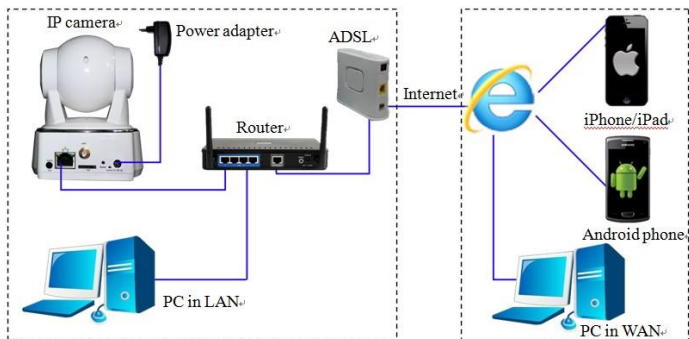 IP camera
Power adapter
ADSL
Router
Internet
iPhone/iPad
Android phone
PC in LAN
PC in WAN